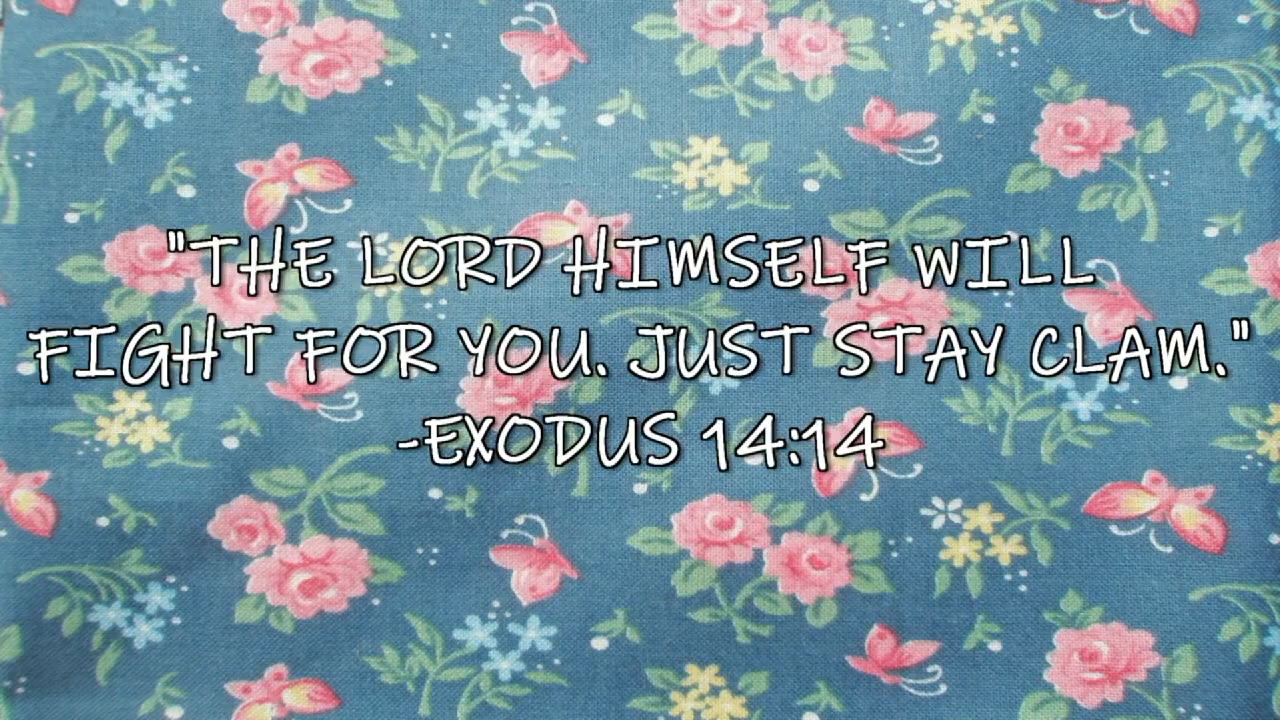 "THE LORD HIMSELF WILL
FIGHT FOR YOU. JUST STAY CLAM."
-EXODUS 14:14